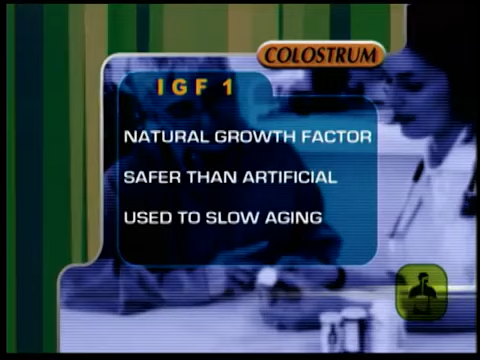 COLOSTRUM
IGF 1
NATURAL GROWTH FACTOR
SAFER THAN ARTIFICIAL
USED TO SLOW AGING